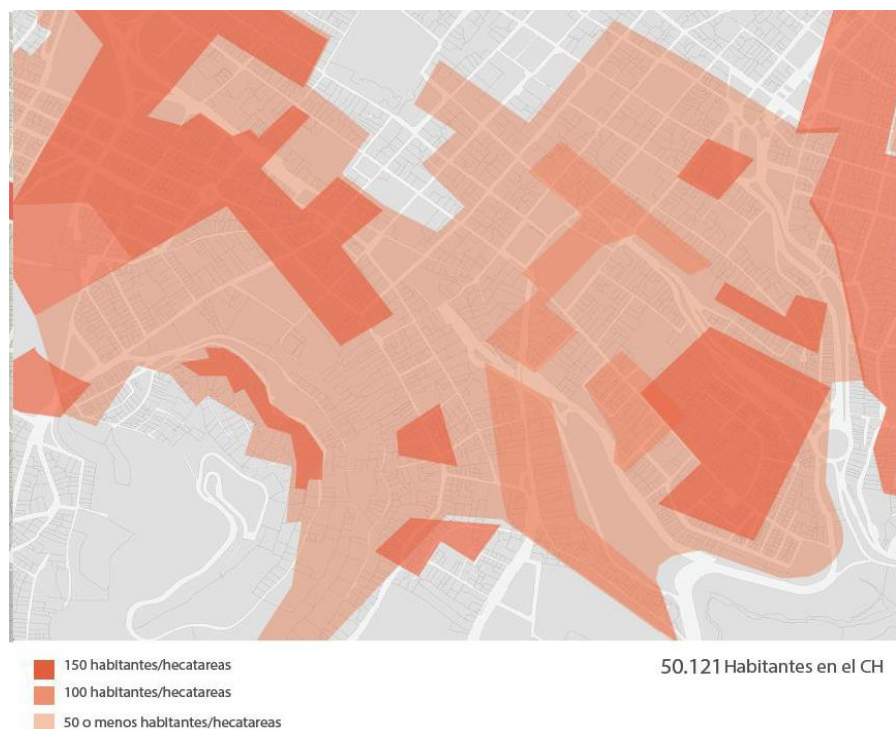 150 habitantes/hecatareas
50.121 Habitantes en el CH
100 habitantes/hecatareas
50 o menos habitantes/hecatareas